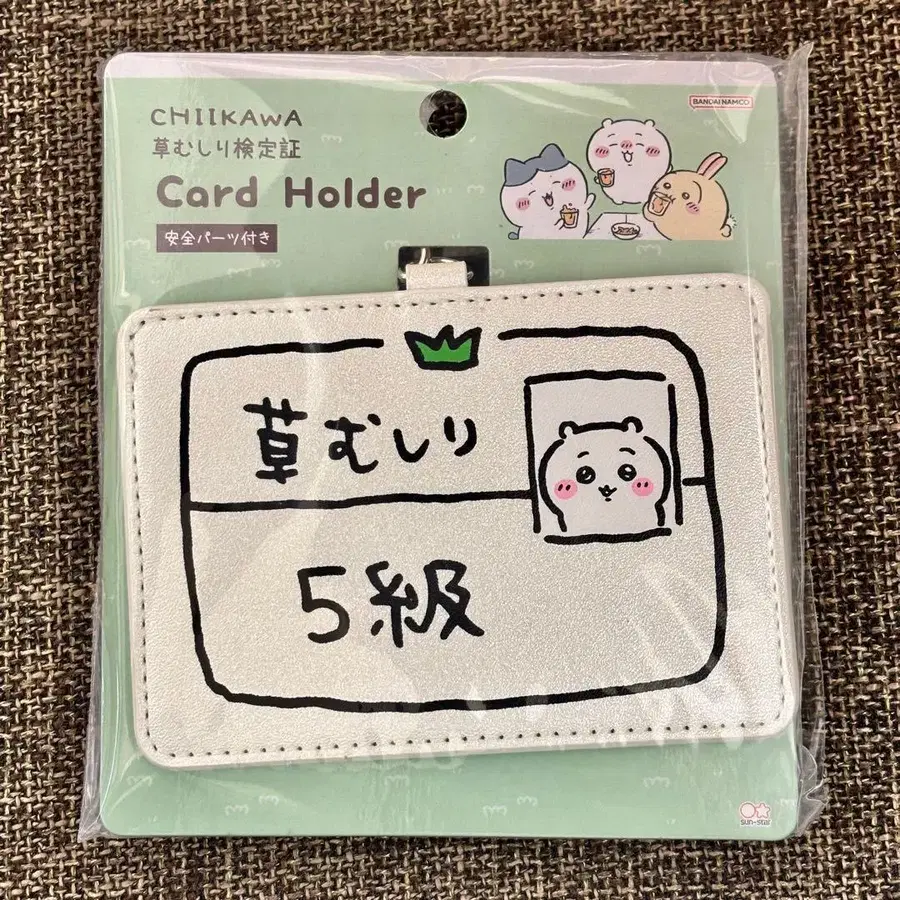 CHIIKAWA
草むしり検定証
Card Holder
安全パーツ付き
BANDAI NAMCO
草むしり
5級
sun-star